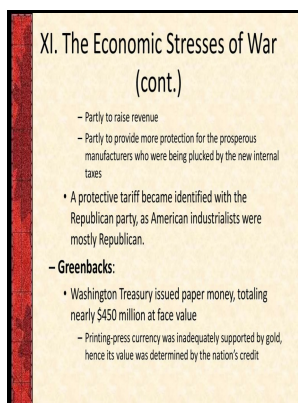 XI. The Economic Stresses of War
(cont.)
– Partly to raise revenue
– Partly to provide more protection for the prosperous
manufacturers who were being plucked by the new internal
taxes
• A protective tariff became identified with the
Republican party, as American industrialists were
mostly Republican.
– Greenbacks:
• Washington Treasury issued paper money, totaling
nearly $450 million at face value
– Printing-press currency was inadequately supported by gold,
hence its value was determined by the nation's credit